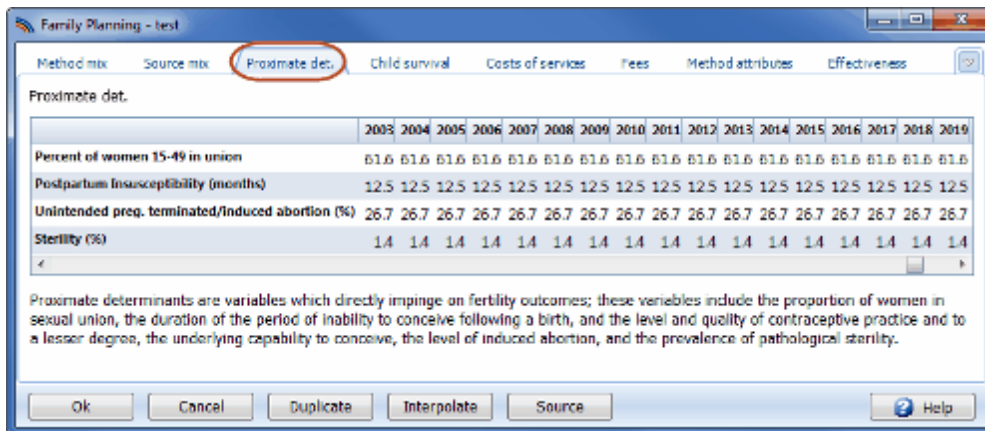 Family Planning - test
Method mix Source mix Proximate det. Child survival Costs of services Fees Method attributes Effectiveness
Proximate det.
2003 2004 2005 2006 2007 2008 2009 2010 2011 2012 2013 2014 2015 2016 2017 2018 2019
Percent of women 15-49 in union 61.6 61.6 61.6 61.6 61.6 61.6 61.6 61.6 61.6 61.6 61.6 61.6 61.6 61.6 61.6 61.6 61.6
Postpartum Insusceptibility (months) 12.5 12.5 12.5 12.5 12.5 12.5 12.5 12.5 12.5 12.5 12.5 12.5 12.5 12.5 12.5 12.5 12.5
Unintended preg. terminated/induced abortion (%) 26.7 26.7 26.7 26.7 26.7 26.7 26.7 26.7 26.7 26.7 26.7 26.7 26.7 26.7 26.7 26.7 26.7
Sterility (%) 1.4 1.4 1.4 1.4 1.4 1.4 1.4 1.4 1.4 1.4 1.4 1.4 1.4 1.4 1.4 1.4 1.4
Proximate determinants are variables which directly impinge on fertility outcomes; these variables include the proportion of women in
sexual union, the duration of the period of inability to conceive following a birth, and the level and quality of contraceptive practice and to
a lesser degree, the underlying capability to conceive, the level of induced abortion, and the prevalence of pathological sterility.
Ok Cancel Duplicate Interpolate Source Help